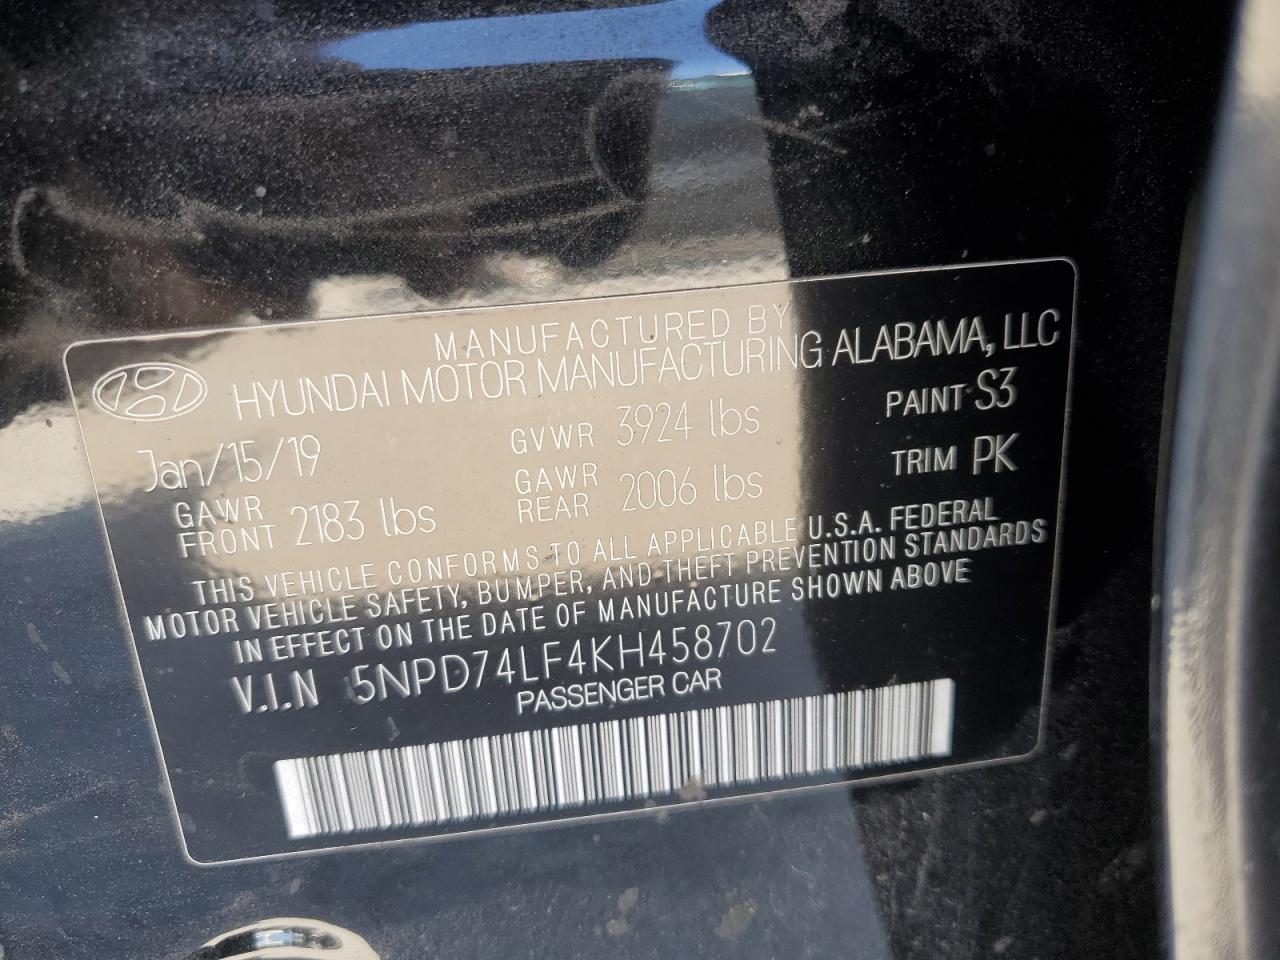 MANUFACTURED BY
HYUNDAI MOTOR MANUFACTURING ALABAMA, LLC
Jan/15/19 GVWR 3924 lbs PAINT S3
GAWR FRONT 2183 lbs GAWR REAR 2006 lbs TRIM PK
THIS VEHICLE CONFORMS TO ALL APPLICABLE U.S.A. FEDERAL
MOTOR VEHICLE SAFETY, BUMPER, AND THEFT PREVENTION STANDARDS
IN EFFECT ON THE DATE OF MANUFACTURE SHOWN ABOVE
V.I.N 5NPD74LF4KH458702
PASSENGER CAR